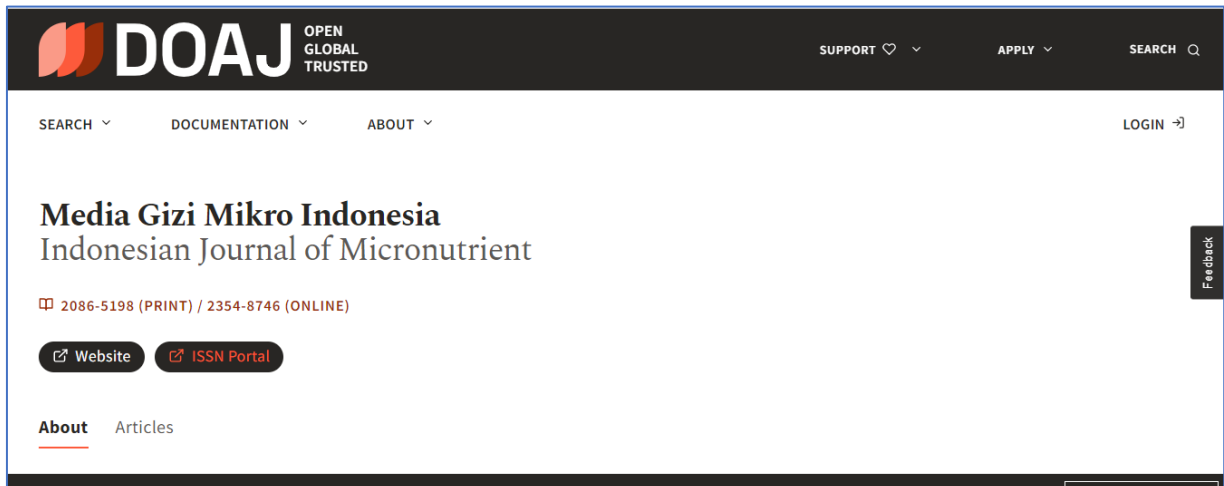 DOAJ
OPEN
GLOBAL
TRUSTED
SUPPORT
APPLY
SEARCH
SEARCH
DOCUMENTATION
ABOUT
LOGIN
Media Gizi Mikro Indonesia
Indonesian Journal of Micronutrient
Feedback
2086-5198 (PRINT) / 2354-8746 (ONLINE)
Website
ISSN Portal
About
Articles